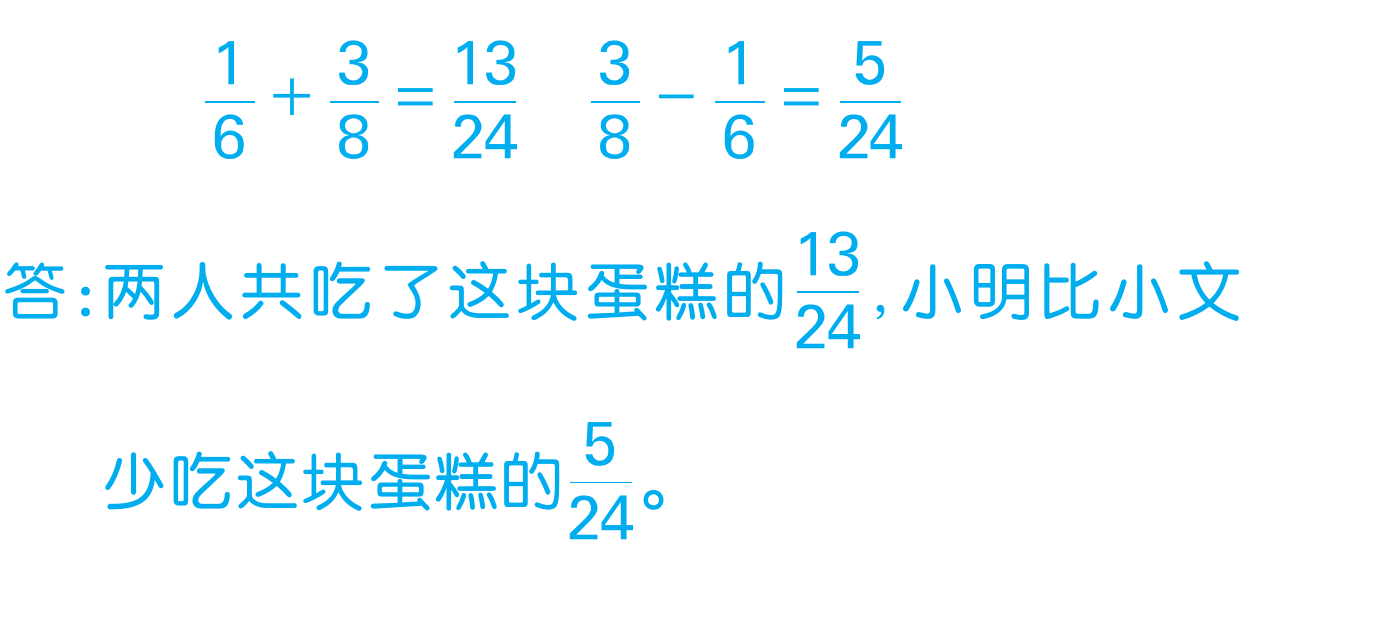 1/6 + 3/8 = 13/24  3/8 − 1/6 = 5/24
答:两人共吃了这块蛋糕的13/24,小明比小文
少吃这块蛋糕的5/24。